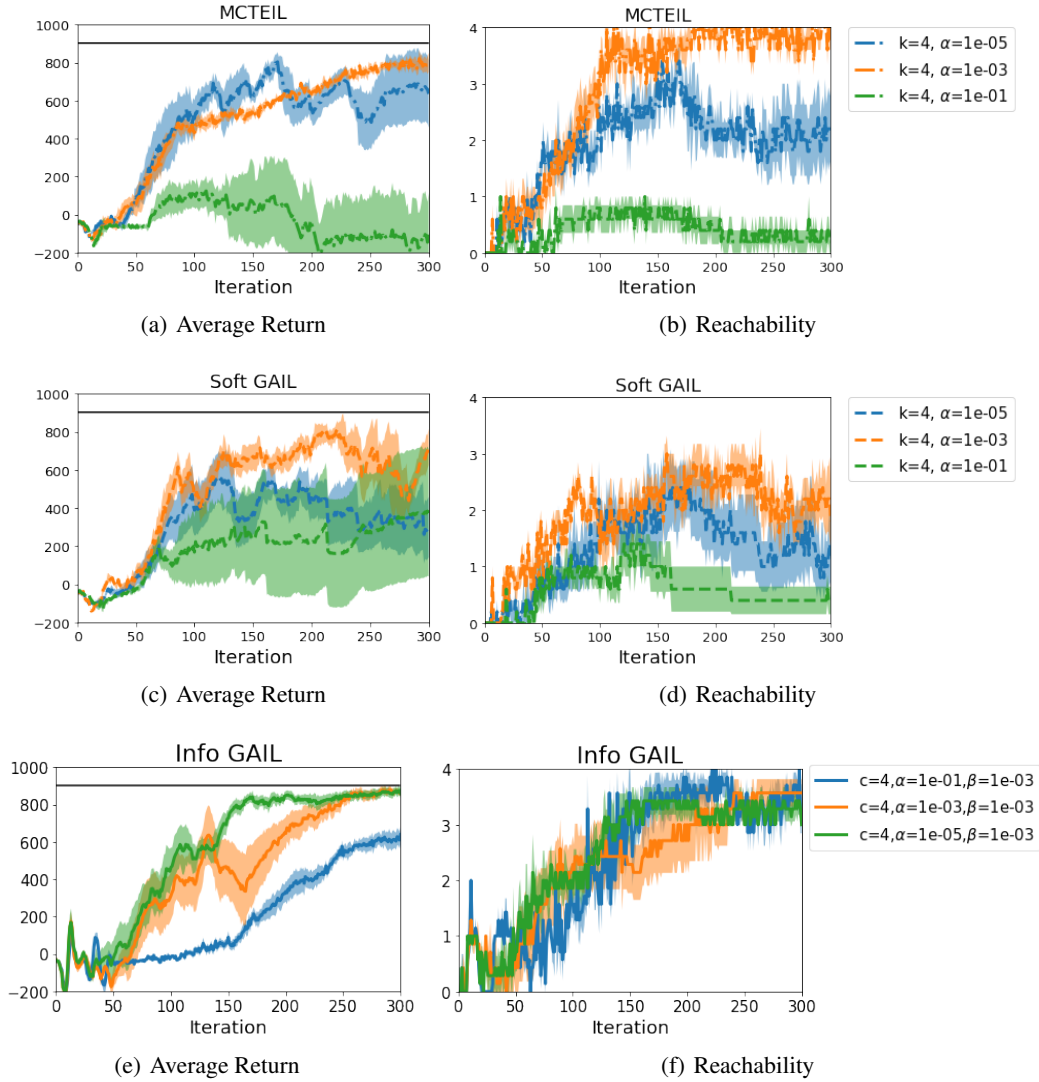 MCTEIL
1000
800
600
400
200
0
−200
0 50 100 150 200 250 300
Iteration
(a) Average Return
MCTEIL
4
3
2
1
0
0 50 100 150 200 250 300
Iteration
(b) Reachability
k=4, α=1e-05
k=4, α=1e-03
k=4, α=1e-01
Soft GAIL
1000
800
600
400
200
0
−200
0 50 100 150 200 250 300
Iteration
(c) Average Return
Soft GAIL
4
3
2
1
0
0 50 100 150 200 250 300
Iteration
(d) Reachability
k=4, α=1e-05
k=4, α=1e-03
k=4, α=1e-01
Info GAIL
1000
800
600
400
200
0
−200
0 50 100 150 200 250 300
Iteration
(e) Average Return
Info GAIL
4
3
2
1
0
0 50 100 150 200 250 300
Iteration
(f) Reachability
c=4,α=1e-01,β=1e-03
c=4,α=1e-03,β=1e-03
c=4,α=1e-05,β=1e-03